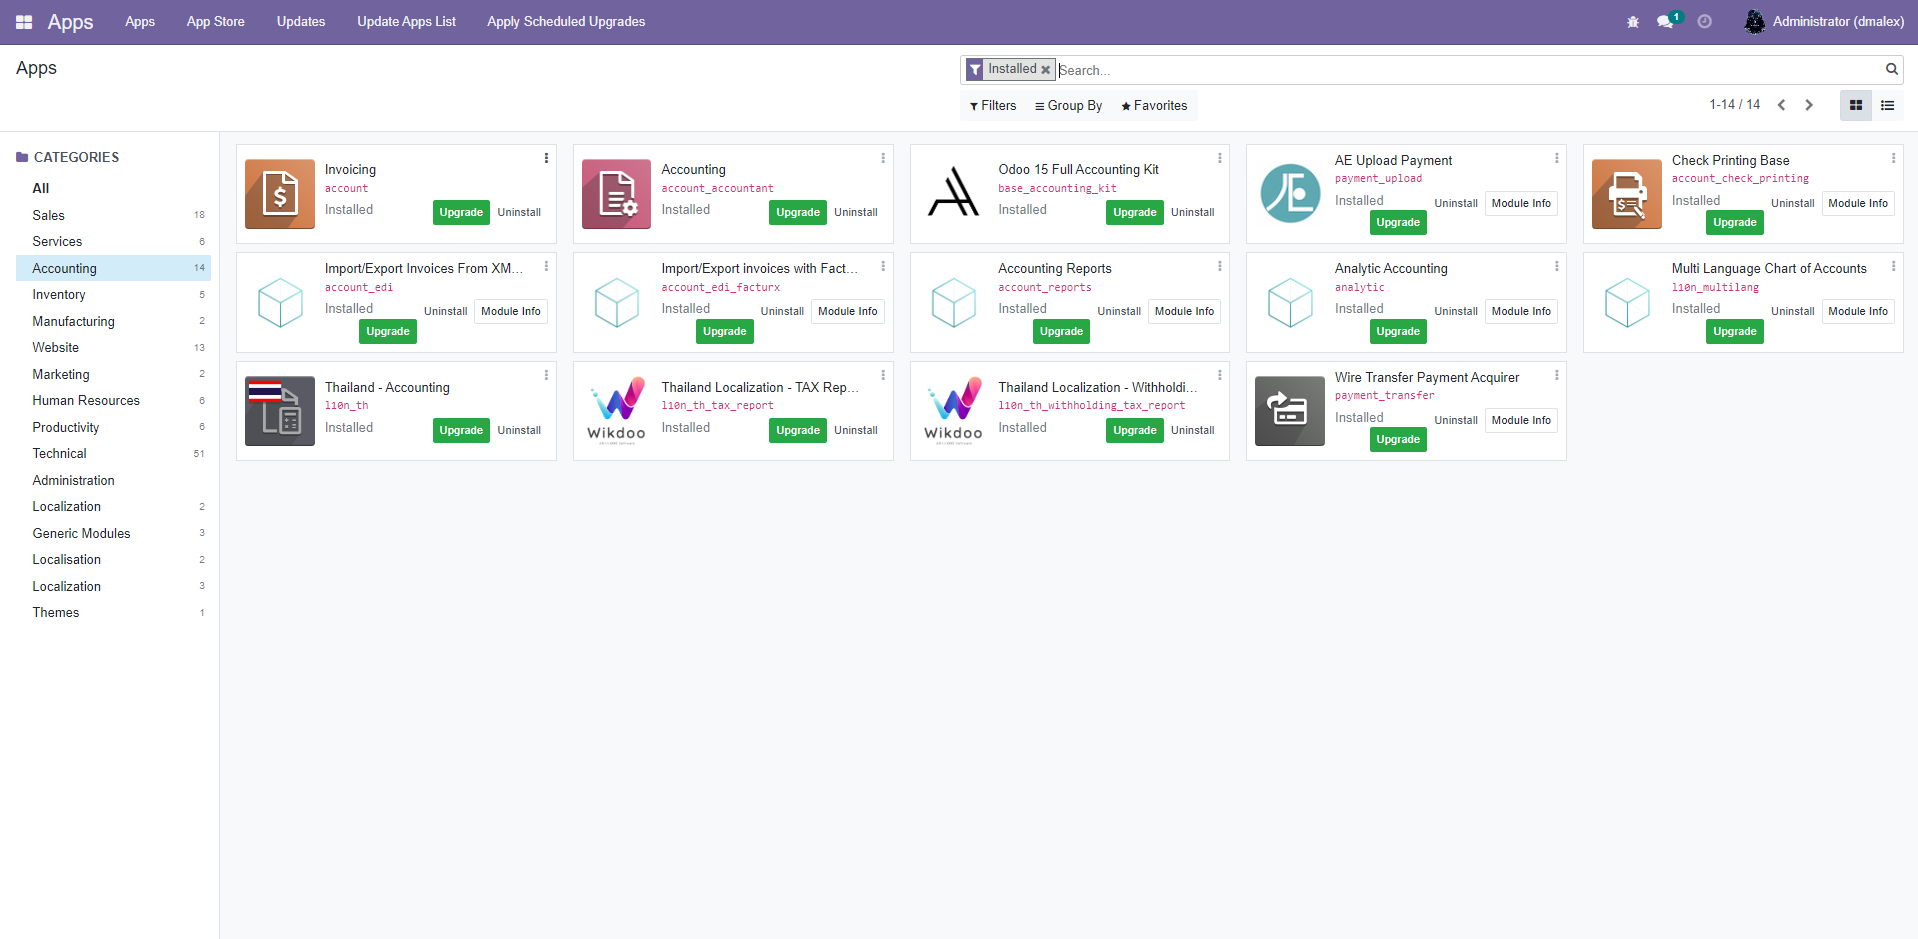 Apps
Apps
App Store
Updates
Update Apps List
Apply Scheduled Upgrades
1
Administrator (dmalex)
Apps
Installed
Search...
Filters
Group By
Favorites
1-14 / 14
CATEGORIES
All
Sales 18
Services 6
Accounting 14
Inventory 5
Manufacturing 2
Website 13
Marketing 2
Human Resources 6
Productivity 6
Technical 51
Administration
Localization 2
Generic Modules 3
Localisation 2
Localization 3
Themes 1
Invoicing
account
Installed
Upgrade
Uninstall
Accounting
account_accountant
Installed
Upgrade
Uninstall
Odoo 15 Full Accounting Kit
base_accounting_kit
Installed
Upgrade
Uninstall
AE Upload Payment
payment_upload
Installed
Uninstall
Module Info
Upgrade
Check Printing Base
account_check_printing
Installed
Uninstall
Module Info
Upgrade
Import/Export Invoices From XM...
account_edi
Installed
Uninstall
Module Info
Upgrade
Import/Export invoices with Fact...
account_edi_facturx
Installed
Uninstall
Module Info
Upgrade
Accounting Reports
account_reports
Installed
Uninstall
Module Info
Upgrade
Analytic Accounting
analytic
Installed
Uninstall
Module Info
Upgrade
Multi Language Chart of Accounts
l10n_multilang
Installed
Uninstall
Module Info
Upgrade
Thailand - Accounting
l10n_th
Installed
Upgrade
Uninstall
Wikdoo
Thailand Localization - TAX Rep...
l10n_th_tax_report
Installed
Upgrade
Uninstall
Wikdoo
Thailand Localization - Withholdi...
l10n_th_withholding_tax_report
Installed
Upgrade
Uninstall
Wire Transfer Payment Acquirer
payment_transfer
Installed
Uninstall
Module Info
Upgrade